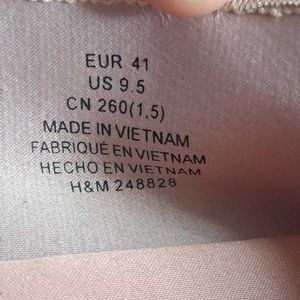 EUR 41
US 9.5
CN 260(1,5)
MADE IN VIETNAM
FABRIQUÉ EN VIETNAM
HECHO EN VIETNAM
H&M 248828